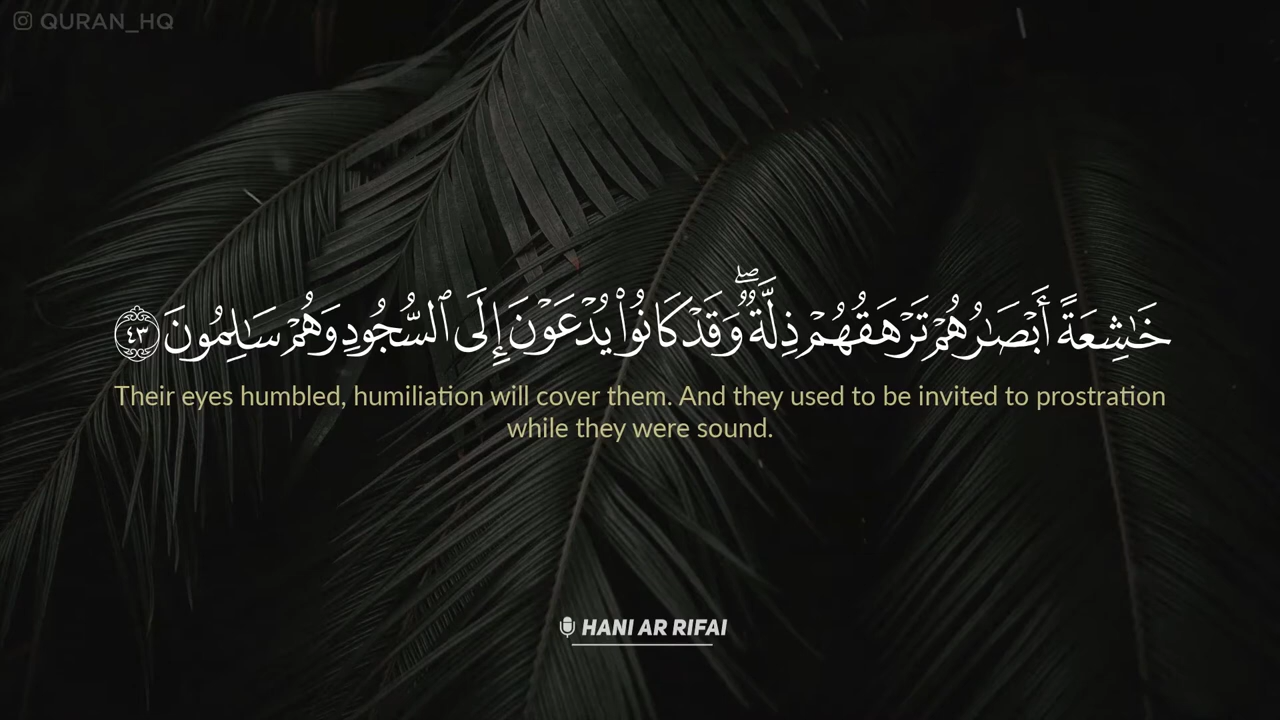 QURAN_HQ
خَٰشِعَةً أَبْصَٰرُهُمْ تَرْهَقُهُمْ ذِلَّةٌ ۖ وَقَدْ كَانُوا۟ يُدْعَوْنَ إِلَى ٱلسُّجُودِ وَهُمْ سَٰلِمُونَ ٤٣
Their eyes humbled, humiliation will cover them. And they used to be invited to prostration
while they were sound.
HANI AR RIFAI